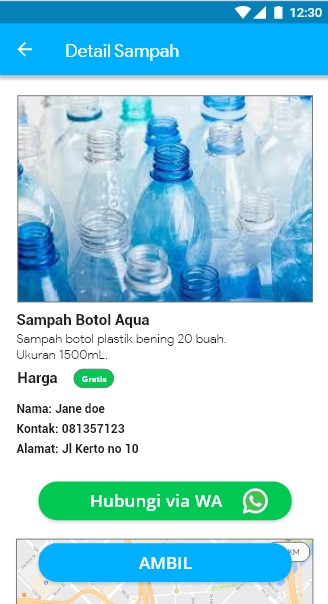 12:30
Detail Sampah
Sampah Botol Aqua
Sampah botol plastik bening 20 buah.
Ukuran 1500mL.
Harga Gratis
Nama: Jane doe
Kontak: 081357123
Alamat: Jl Kerto no 10
Hubungi via WA
KM
AMBIL